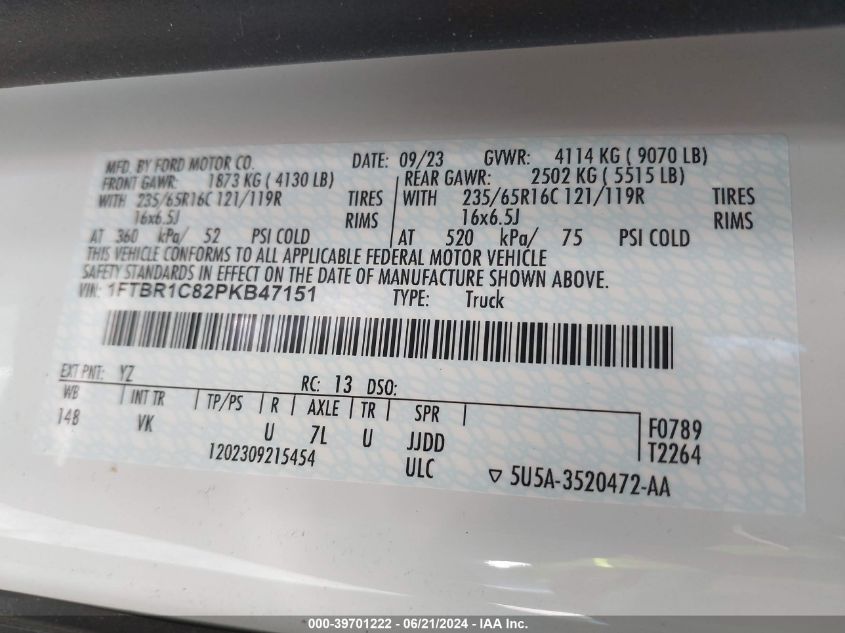 MFD. BY FORD MOTOR CO. DATE: 09/23 GVWR: 4114 KG ( 9070 LB)
FRONT GAWR: 1873 KG ( 4130 LB) REAR GAWR: 2502 KG ( 5515 LB)
WITH 235/65R16C 121/119R TIRES WITH 235/65R16C 121/119R TIRES
16x6.5J RIMS 16x6.5J RIMS
AT 360 kPa/ 52 PSI COLD AT 520 kPa/ 75 PSI COLD
THIS VEHICLE CONFORMS TO ALL APPLICABLE FEDERAL MOTOR VEHICLE
SAFETY STANDARDS IN EFFECT ON THE DATE OF MANUFACTURE SHOWN ABOVE.
VIN: 1FTBR1C82PKB47151 TYPE: Truck
EXT PNT: YZ RC: 13 DSO:
WB INT TR TP/PS R AXLE TR SPR
148 VK U 7L U JJDD F0789
1202309215454 ULC T2264
5U5A-3520472-AA
000-39701222 - 06/21/2024 - IAA Inc.